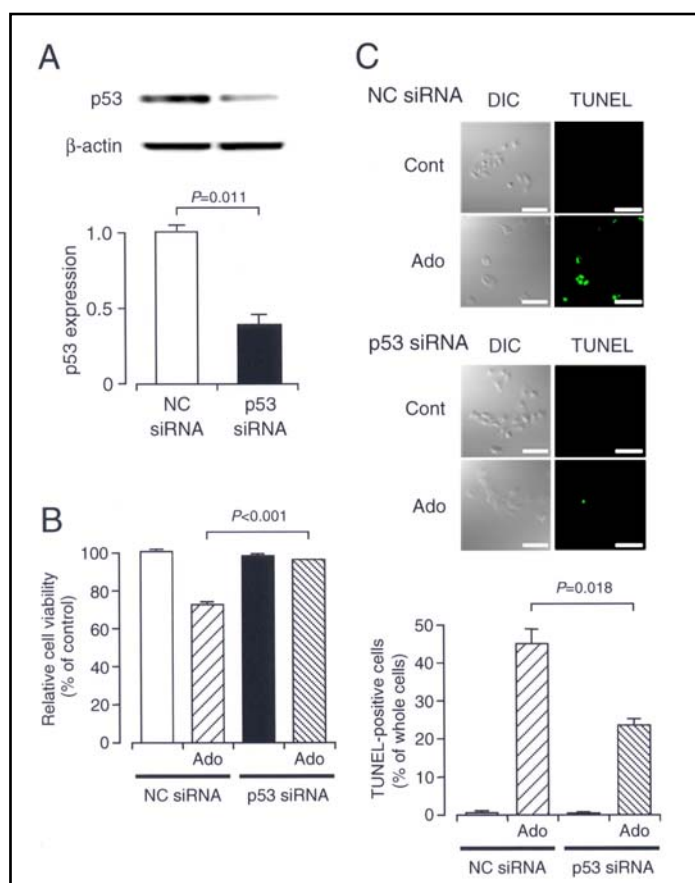 A
p53
β-actin
P=0.011
1.0
0.5
0
p53 expression
NC
siRNA
p53
siRNA
B
P<0.001
100
80
60
40
20
0
Relative cell viability
(% of control)
Ado
Ado
NC siRNA
p53 siRNA
C
NC siRNA
DIC
TUNEL
Cont
Ado
p53 siRNA
DIC
TUNEL
Cont
Ado
P=0.018
50
40
30
20
10
0
TUNEL-positive cells
(% of whole cells)
Ado
Ado
NC siRNA
p53 siRNA